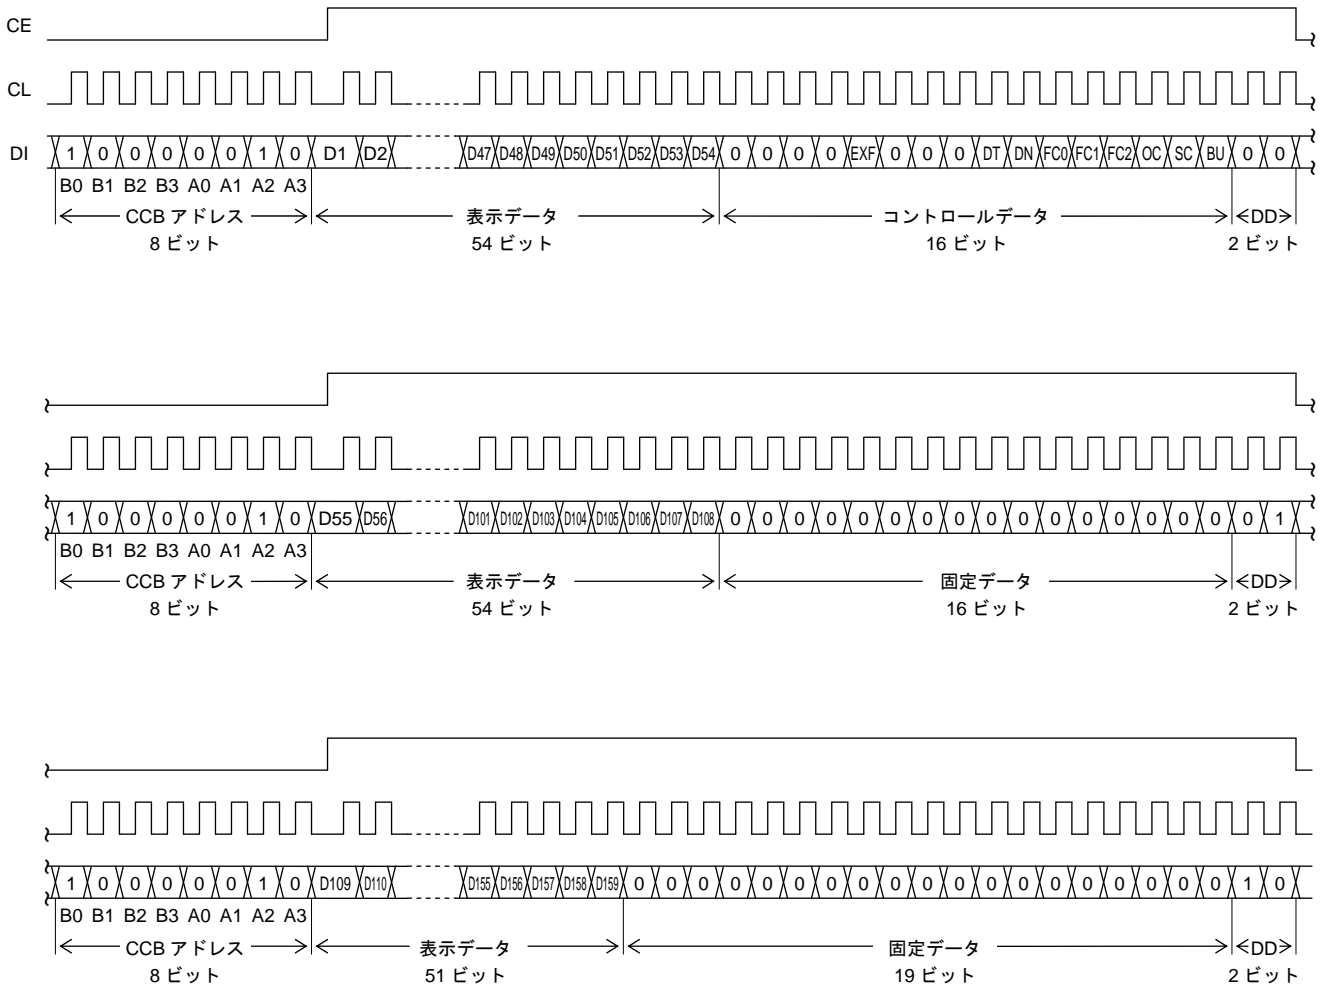 CE
CL
DI 1 0 0 0 0 0 1 0 D1 D2 D47 D48 D49 D50 D51 D52 D53 D54 0 0 0 0 EXF 0 0 0 DT DN FC0 FC1 FC2 OC SC BU 0 0
B0 B1 B2 B3 A0 A1 A2 A3
CCB アドレス 表示データ コントロールデータ DD
8 ビット 54 ビット 16 ビット 2 ビット
1 0 0 0 0 0 1 0 D55 D56 D101 D102 D103 D104 D105 D106 D107 D108 0 0 0 0 0 0 0 0 0 0 0 0 0 0 0 0 0 1
B0 B1 B2 B3 A0 A1 A2 A3
CCB アドレス 表示データ 固定データ DD
8 ビット 54 ビット 16 ビット 2 ビット
1 0 0 0 0 0 1 0 D109 D110 D155 D156 D157 D158 D159 0 0 0 0 0 0 0 0 0 0 0 0 0 0 0 0 0 0 0 1 0
B0 B1 B2 B3 A0 A1 A2 A3
CCB アドレス 表示データ 固定データ DD
8 ビット 51 ビット 19 ビット 2 ビット